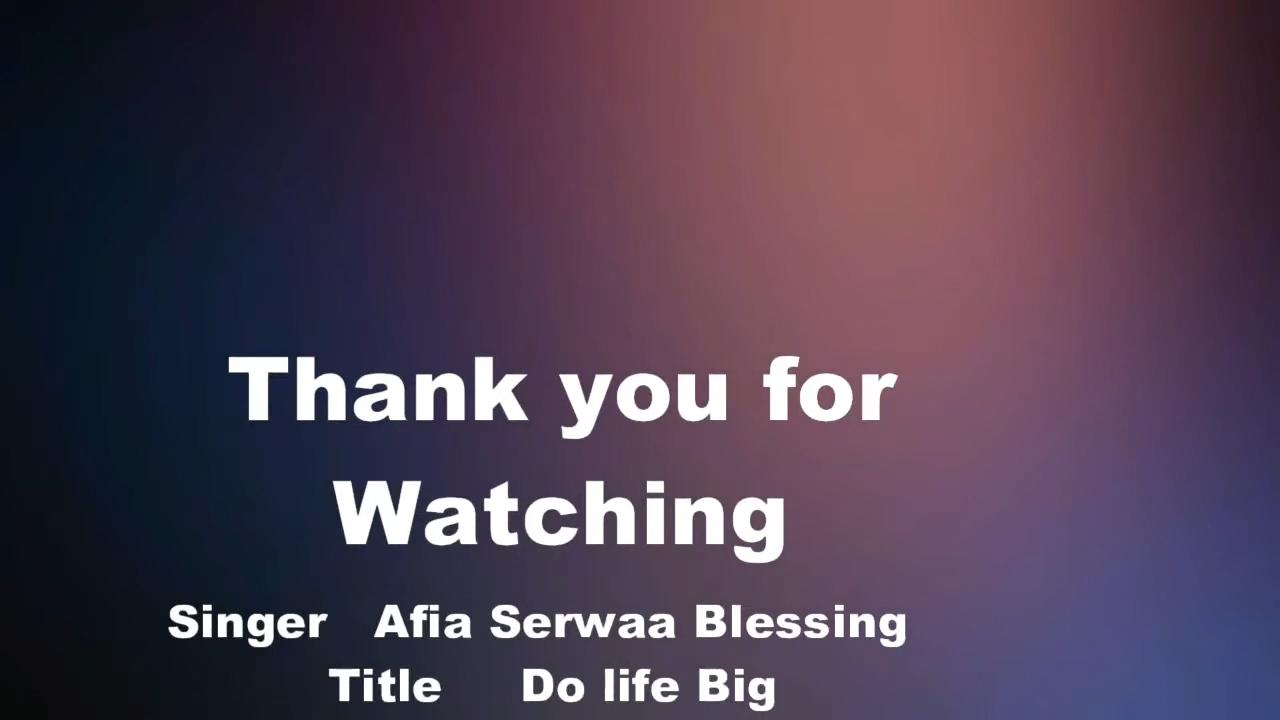 Thank you for
Watching
Singer Afia Serwaa Blessing
Title Do life Big